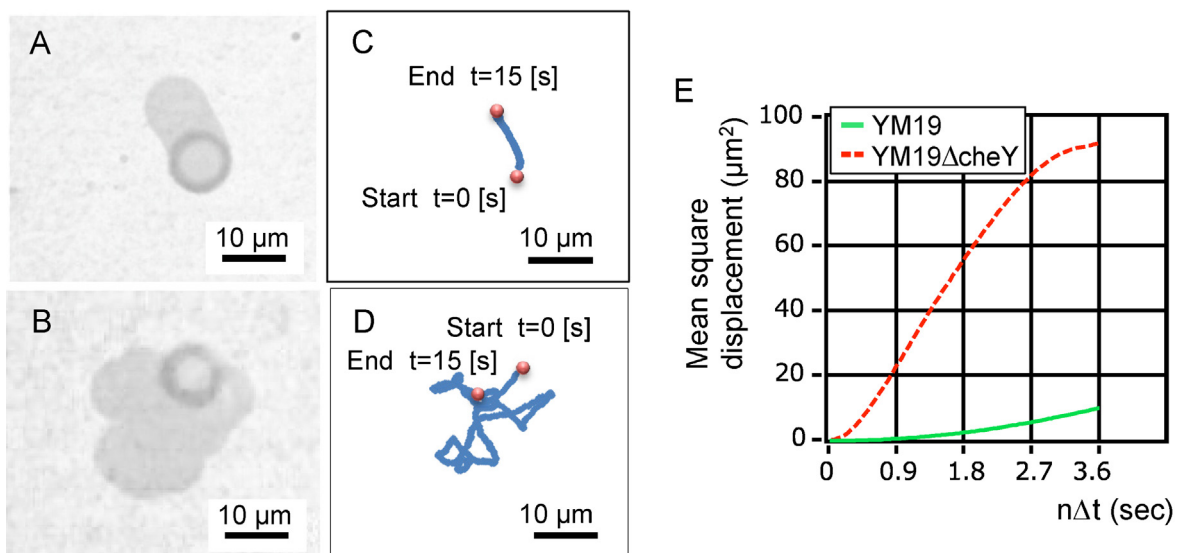 A
10 µm
B
10 µm
C
End t=15 [s]
Start t=0 [s]
10 µm
D
Start t=0 [s]
End t=15 [s]
10 µm
E
Mean square
displacement (µm²)
100
80
60
40
20
0
YM19
YM19ΔcheY
0 0.9 1.8 2.7 3.6
nΔt (sec)